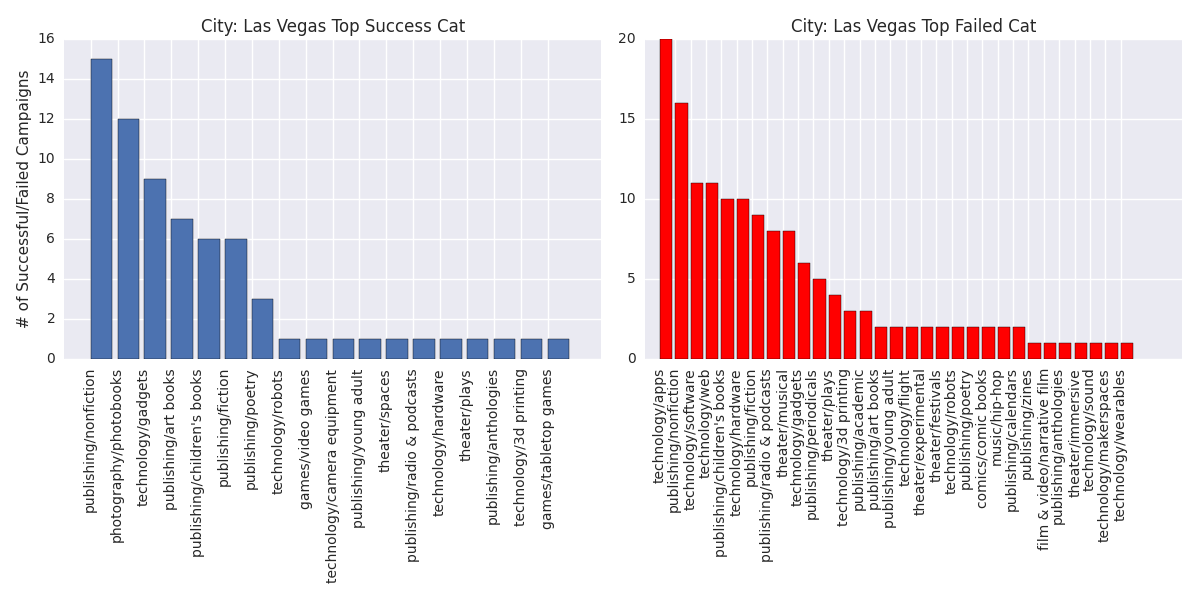 City: Las Vegas Top Success Cat
# of Successful/Failed Campaigns
16
14
12
10
8
6
4
2
0
publishing/nonfiction
photography/photobooks
technology/gadgets
publishing/art books
publishing/children's books
publishing/fiction
publishing/poetry
technology/robots
games/video games
technology/camera equipment
publishing/young adult
theater/spaces
publishing/radio & podcasts
technology/hardware
theater/plays
publishing/anthologies
technology/3d printing
games/tabletop games
City: Las Vegas Top Failed Cat
20
15
10
5
0
technology/apps
publishing/nonfiction
technology/software
technology/web
publishing/children's books
technology/hardware
publishing/fiction
publishing/radio & podcasts
theater/musical
technology/gadgets
publishing/periodicals
theater/plays
technology/3d printing
publishing/academic
publishing/art books
publishing/young adult
technology/flight
theater/experimental
theater/festivals
technology/robots
publishing/poetry
comics/comic books
music/hip-hop
publishing/calendars
publishing/zines
film & video/narrative film
publishing/anthologies
theater/immersive
technology/sound
technology/makerspaces
technology/wearables